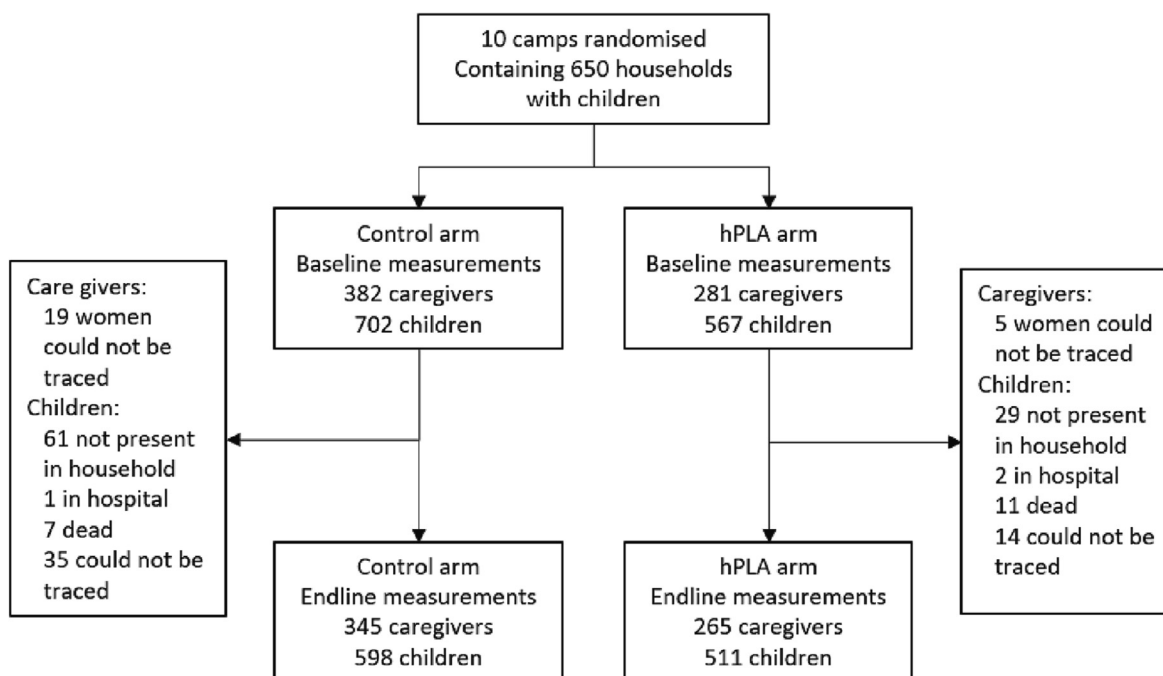 10 camps randomised
Containing 650 households
with children
Control arm
Baseline measurements
382 caregivers
702 children
hPLA arm
Baseline measurements
281 caregivers
567 children
Care givers:
19 women
could not be
traced
Children:
61 not present
in household
1 in hospital
7 dead
35 could not be
traced
Caregivers:
5 women could
not be traced
Children:
29 not present
in household
2 in hospital
11 dead
14 could not be
traced
Control arm
Endline measurements
345 caregivers
598 children
hPLA arm
Endline measurements
265 caregivers
511 children